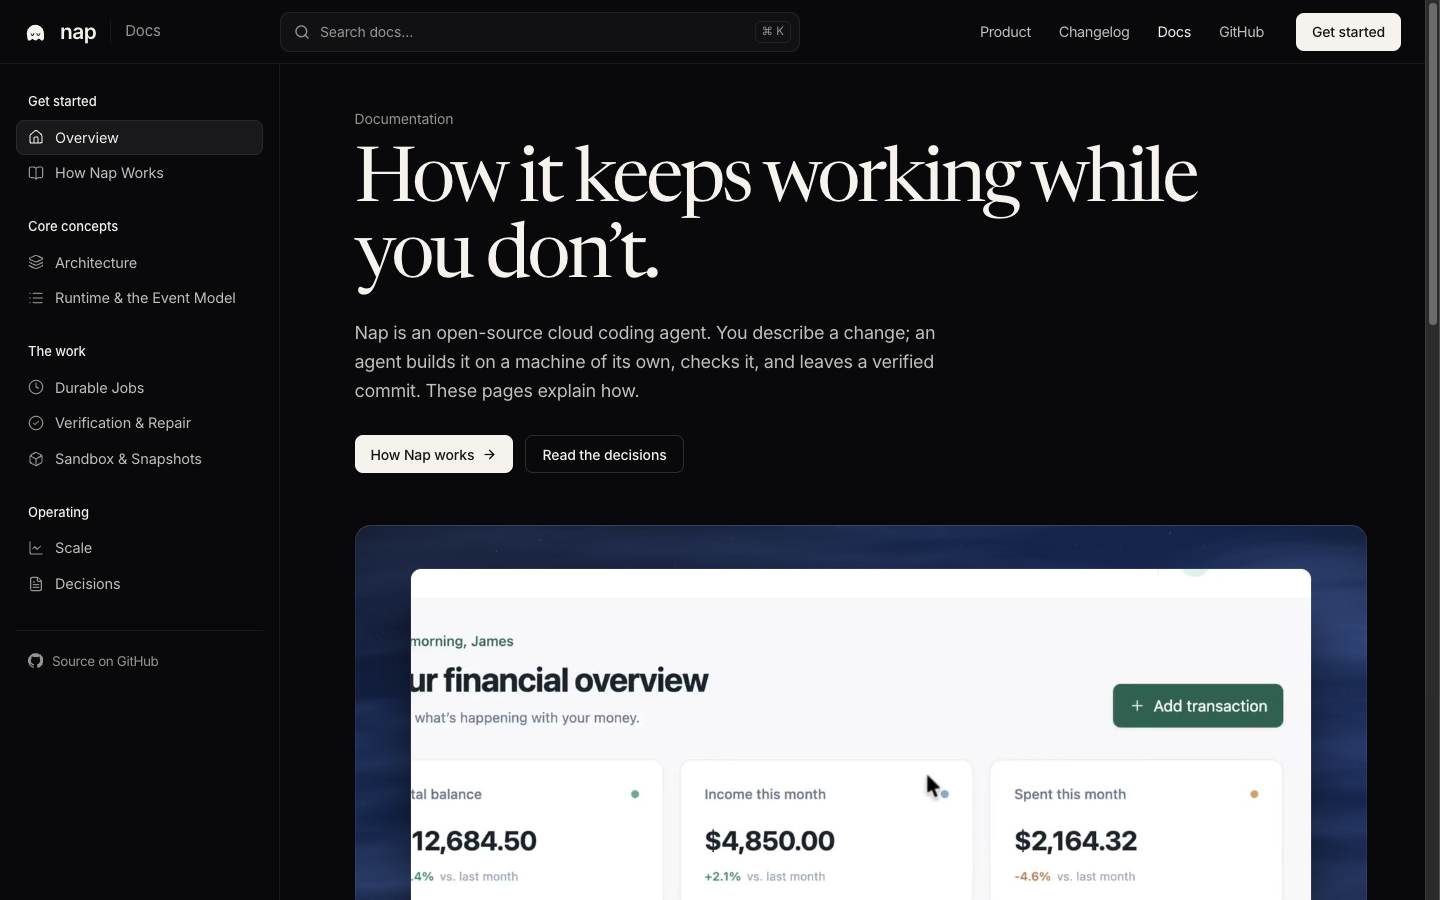 nap
Docs
Search docs...
⌘ K
Product
Changelog
Docs
GitHub
Get started
Get started
Overview
How Nap Works
Core concepts
Architecture
Runtime & the Event Model
The work
Durable Jobs
Verification & Repair
Sandbox & Snapshots
Operating
Scale
Decisions
Source on GitHub
Documentation
How it keeps working while
you don’t.
Nap is an open-source cloud coding agent. You describe a change; an
agent builds it on a machine of its own, checks it, and leaves a verified
commit. These pages explain how.
How Nap works →
Read the decisions
morning, James
ur financial overview
what’s happening with your money.
+ Add transaction
tal balance
12,684.50
.4% vs. last month
Income this month
$4,850.00
+2.1% vs. last month
Spent this month
$2,164.32
-4.6% vs. last month